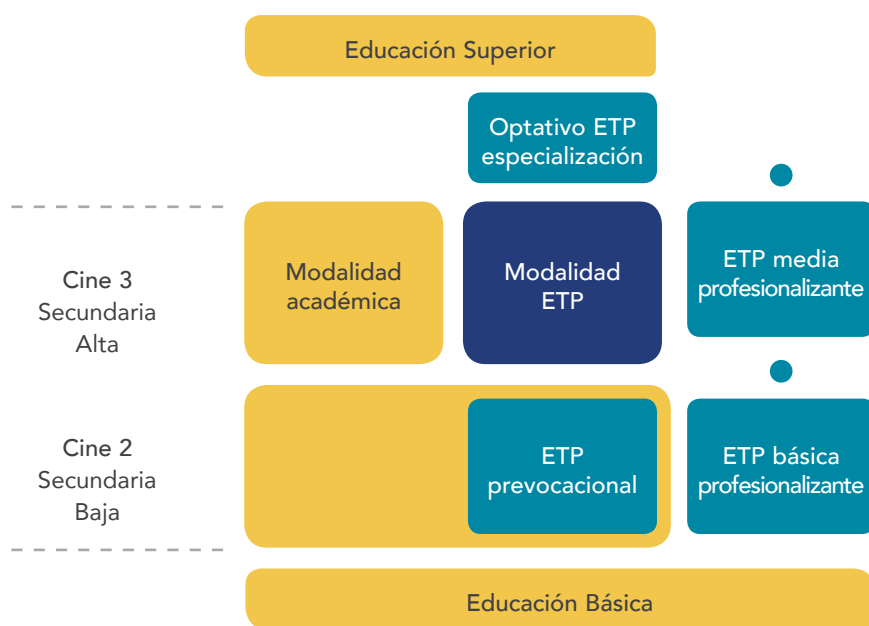 Educación Superior
Optativo ETP
especialización
Cine 3
Secundaria
Alta
Modalidad
académica
Modalidad
ETP
ETP media
profesionalizante
Cine 2
Secundaria
Baja
ETP
prevocacional
ETP básica
profesionalizante
Educación Básica